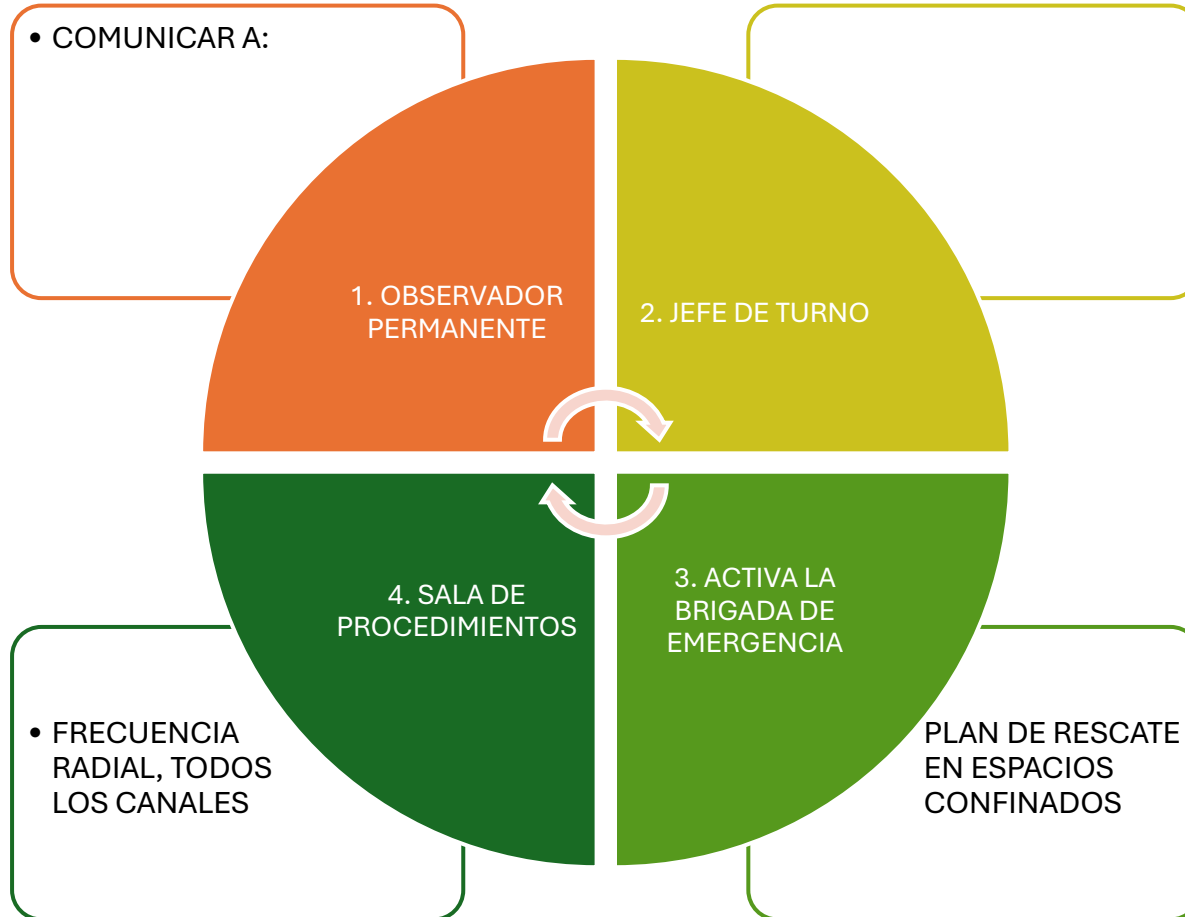 • COMUNICAR A:
1. OBSERVADOR
PERMANENTE
2. JEFE DE TURNO
3. ACTIVA LA
BRIGADA DE
EMERGENCIA
PLAN DE RESCATE
EN ESPACIOS
CONFINADOS
4. SALA DE
PROCEDIMIENTOS
• FRECUENCIA
RADIAL, TODOS
LOS CANALES